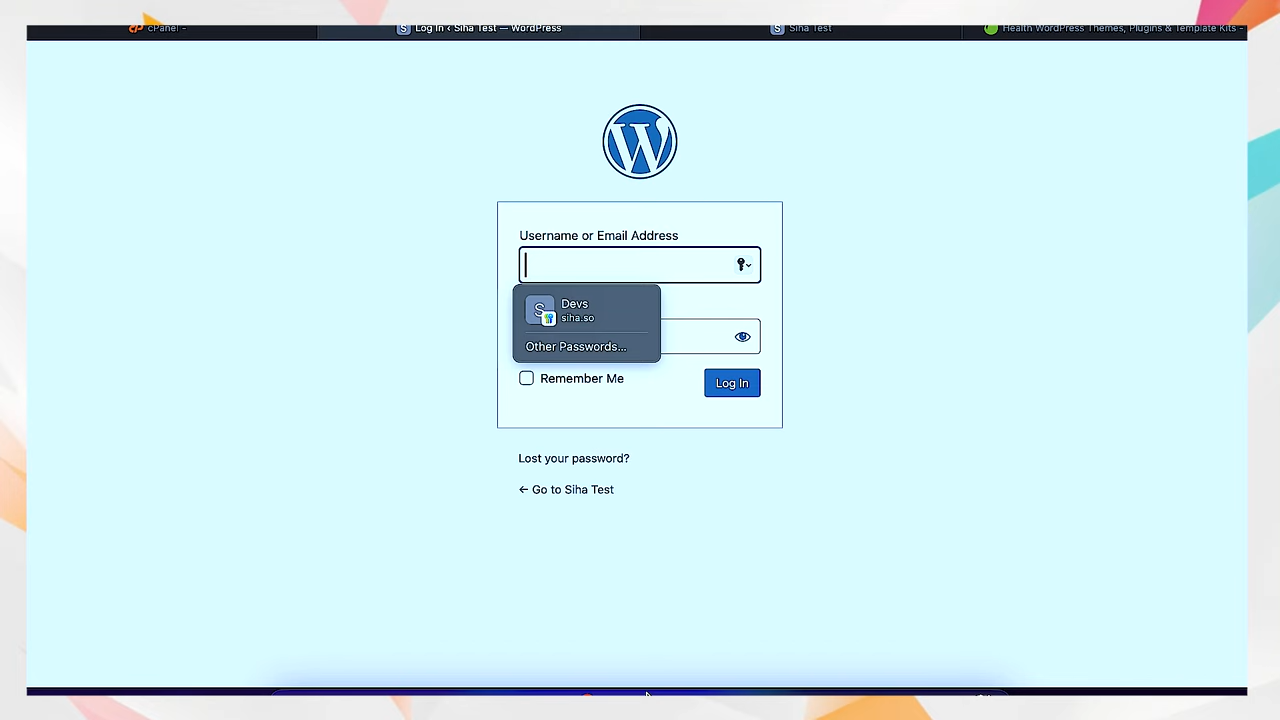 cPanel -
Log In ‹ Siha Test — WordPress
Siha Test
Health WordPress Themes, Plugins & Template Kits -
Username or Email Address
Devs
siha.so
Other Passwords...
Remember Me
Log In
Lost your password?
← Go to Siha Test